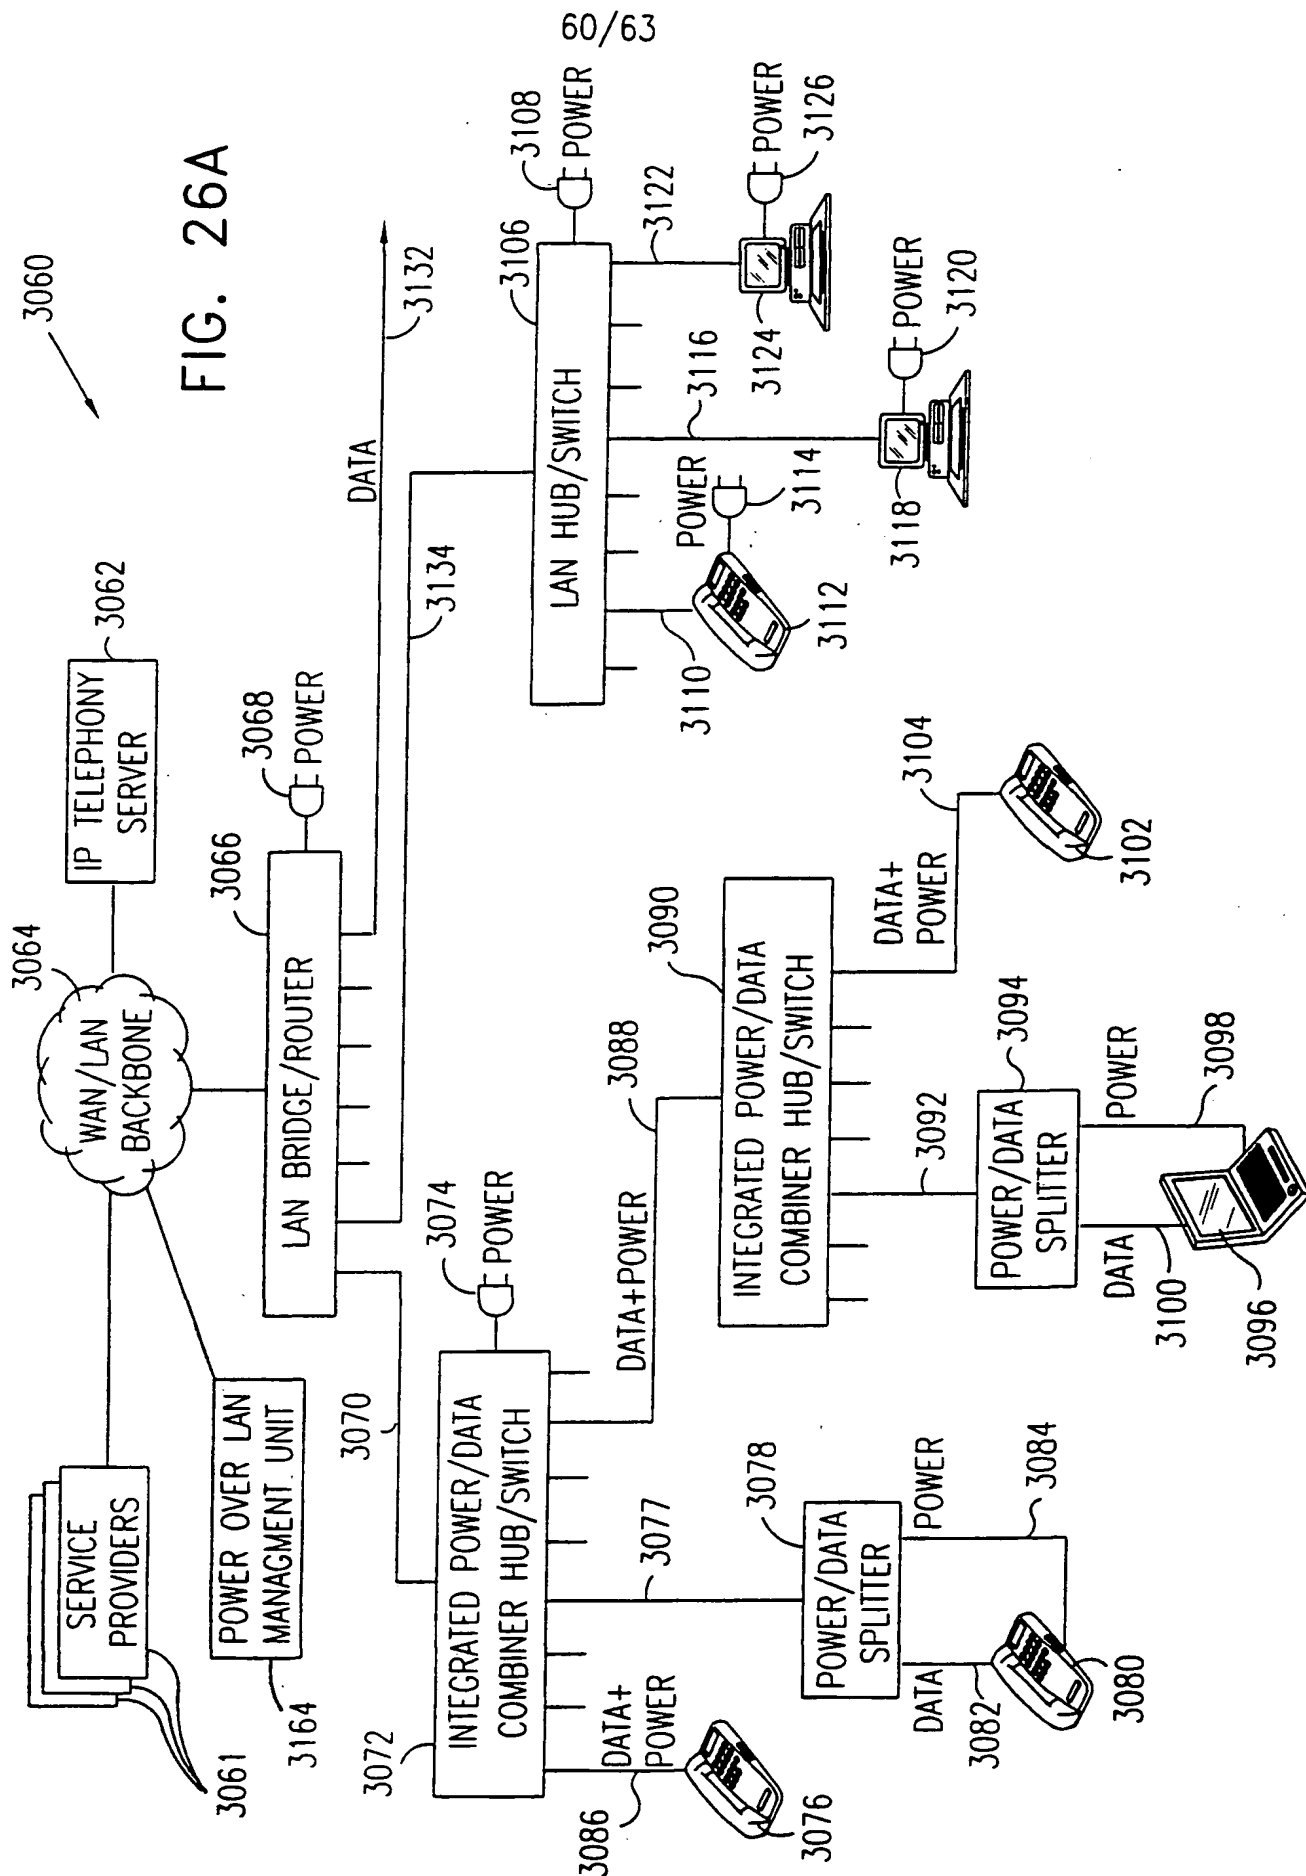 60/63
FIG. 26A
3060
SERVICE
PROVIDERS
3061
POWER OVER LAN
MANAGMENT UNIT
3164
WAN/LAN
BACKBONE
3064
IP TELEPHONY
SERVER
3062
LAN BRIDGE/ROUTER
3066
3068
POWER
3070
3134
DATA
3132
INTEGRATED POWER/DATA
COMBINER HUB/SWITCH
3072
3074
POWER
DATA+
POWER
3086
3076
3077
POWER/DATA
SPLITTER
3078
DATA
3082
POWER
3084
3080
DATA+POWER
3088
INTEGRATED POWER/DATA
COMBINER HUB/SWITCH
3090
3092
POWER/DATA
SPLITTER
3094
DATA
3100
POWER
3098
3096
DATA+
POWER
3104
3102
LAN HUB/SWITCH
3106
3108
POWER
3110
3112
POWER
3114
3116
3118
3120
POWER
3122
3124
3126
POWER